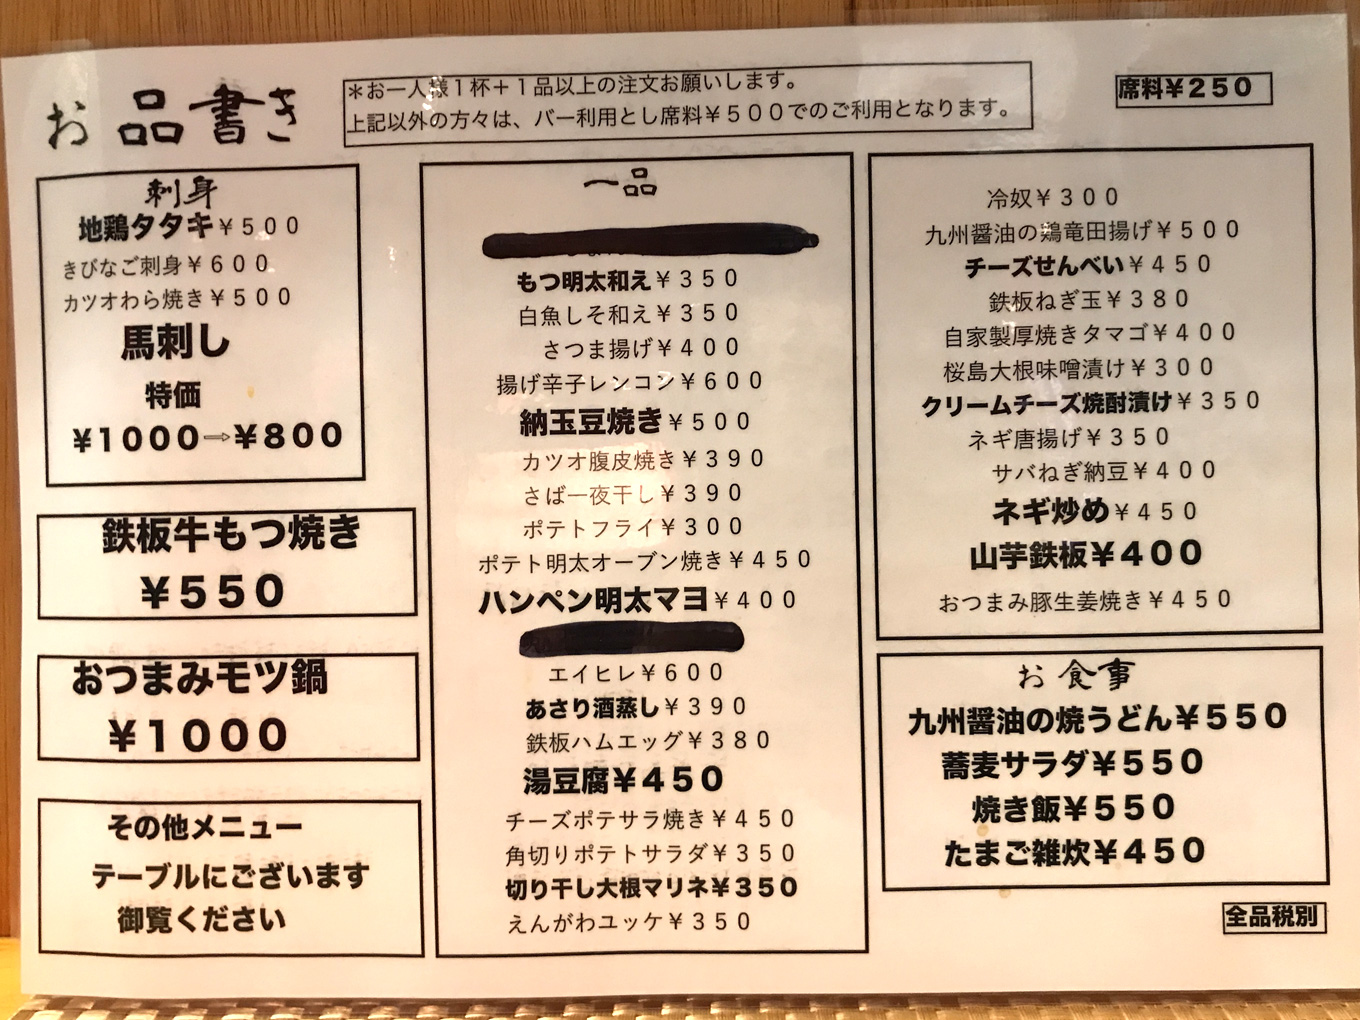 お品書き
＊お一人様１杯＋１品以上の注文お願いします。
上記以外の方々は、バー利用とし席料￥５００でのご利用となります。
席料￥２５０
刺身
地鶏タタキ￥５００
きびなご刺身￥６００
カツオわら焼き￥５００
馬刺し
特価
￥１０００⇨￥８００
鉄板牛もつ焼き
￥５５０
おつまみモツ鍋
￥１０００
その他メニュー
テーブルにございます
御覧ください
一品
もつ明太和え￥３５０
白魚しそ和え￥３５０
さつま揚げ￥４００
揚げ辛子レンコン￥６００
納玉豆焼き￥５００
カツオ腹皮焼き￥３９０
さば一夜干し￥３９０
ポテトフライ￥３００
ポテト明太オーブン焼き￥４５０
ハンペン明太マヨ￥４００
エイヒレ￥６００
あさり酒蒸し￥３９０
鉄板ハムエッグ￥３８０
湯豆腐￥４５０
チーズポテサラ焼き￥４５０
角切りポテトサラダ￥３５０
切り干し大根マリネ￥３５０
えんがわユッケ￥３５０
冷奴￥３００
九州醤油の鶏竜田揚げ￥５００
チーズせんべい￥４５０
鉄板ねぎ玉￥３８０
自家製厚焼きタマゴ￥４００
桜島大根味噌漬け￥３００
クリームチーズ焼酎漬け￥３５０
ネギ唐揚げ￥３５０
サバねぎ納豆￥４００
ネギ炒め￥４５０
山芋鉄板￥４００
おつまみ豚生姜焼き￥４５０
お食事
九州醤油の焼うどん￥５５０
蕎麦サラダ￥５５０
焼き飯￥５５０
たまご雑炊￥４５０
全品税別